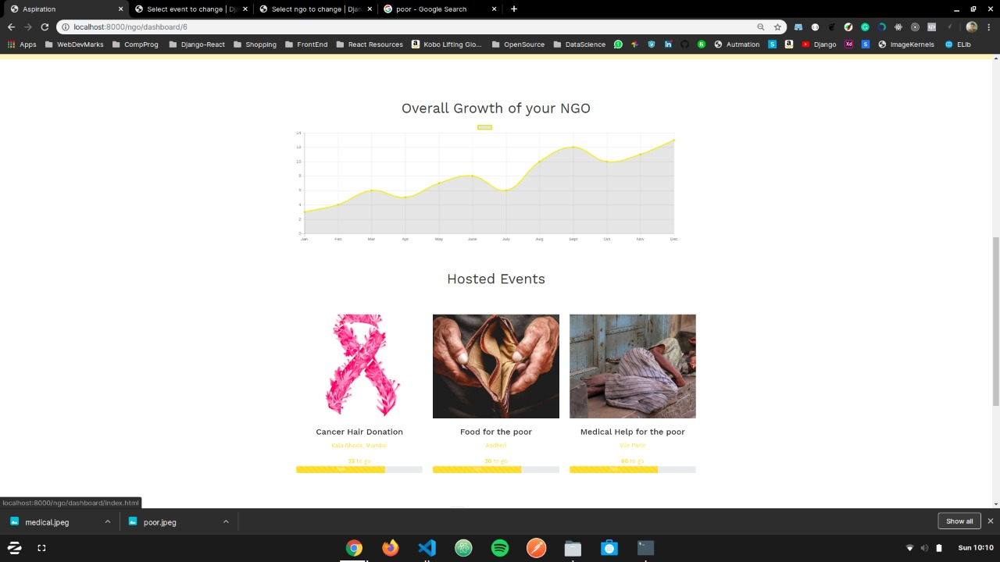 Aspiration
Select event to change | Dj
Select ngo to change | Djan
poor - Google Search
localhost:8000/ngo/dashboard/6
Apps WebDevMarks CompProg Django-React Shopping FrontEnd React Resources Kobo Lifting Glo... OpenSource DataScience Autmation Django ImageKernels ELib
Overall Growth of your NGO
14
12
10
8
6
4
2
0
Jan Feb Mar Apr May June July Aug Sept Oct Nov Dec
Hosted Events
Cancer Hair Donation Food for the poor Medical Help for the poor
Kala Ghoda, Mumbai Andheri Vile Parle
25 to go 20 to go 60 to go
localhost:8000/ngo/dashboard/index.html
medical.jpeg poor.jpeg Show all
Sun 10:10